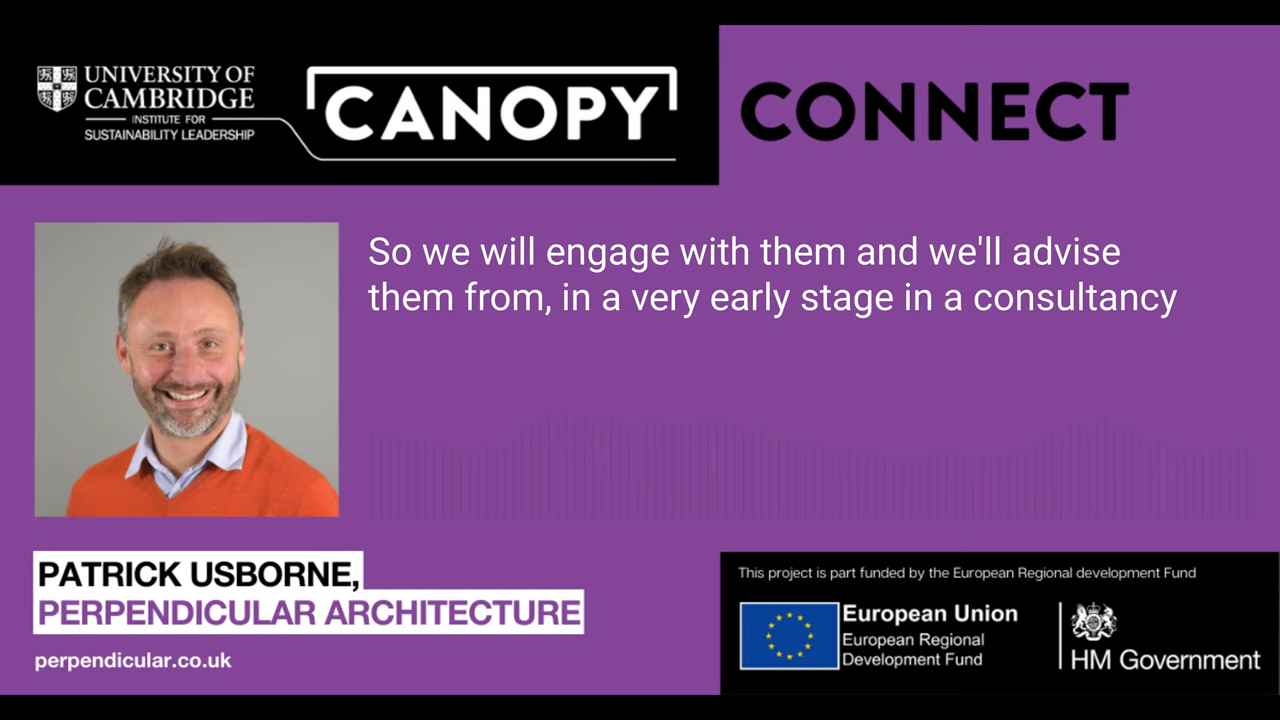 UNIVERSITY OF
CAMBRIDGE
INSTITUTE FOR
SUSTAINABILITY LEADERSHIP
CANOPY
CONNECT
So we will engage with them and we'll advise
them from, in a very early stage in a consultancy
PATRICK USBORNE,
PERPENDICULAR ARCHITECTURE
perpendicular.co.uk
This project is part funded by the European Regional development Fund
European Union
European Regional
Development Fund
HM Government